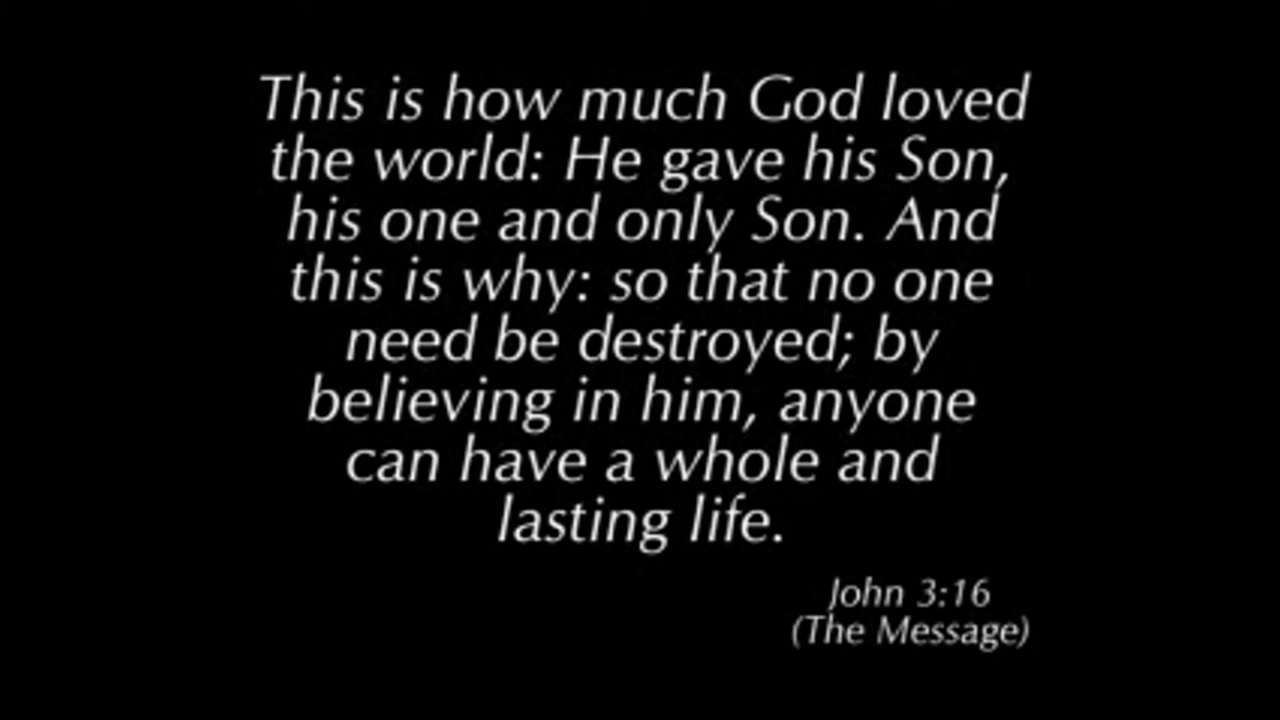 This is how much God loved
the world: He gave his Son,
his one and only Son. And
this is why: so that no one
need be destroyed; by
believing in him, anyone
can have a whole and
lasting life.
John 3:16
(The Message)